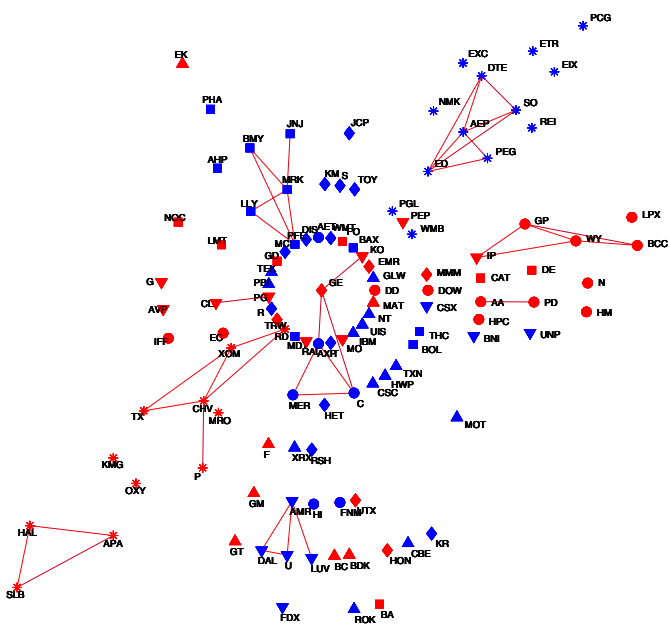 PCG
ETR
EK
EXC
EIX
DTE
PHA
NMK
SO
JNJ
JCP
AEP
REI
BMY
PEG
AHP
ED
MRK
KM
S
TOY
LLY
PGL
LPX
NOC
PEP
GP
DIS
AET
WMT
WMB
WY
LMT
MC
PFE
BAX
BCC
GD
KO
IP
EMR
TEK
MMM
DE
GLW
CAT
G
GE
N
DD
DOW
PG
CL
MAT
AA
PD
AVP
R
CSX
NT
HM
TRW
HPC
EC
RD
UIS
THC
IFF
MO
IBM
BNI
UNP
XOM
RAL
AXP
BOL
TXN
HWP
CSC
MER
C
CHV
HET
TX
MRO
MOT
F
XRX
RSH
KMG
P
OXY
GM
AMR
HI
FNM
UTX
HAL
KR
APA
GT
CBE
DAL
U
LUV
BC
BDK
HON
SLB
FDX
ROK
BA